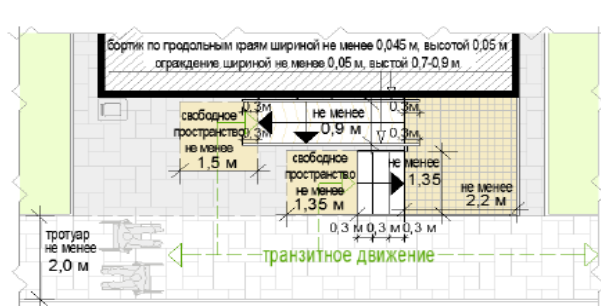 бортик по продольным краям шириной не менее 0,045 м, высотой 0,05 м
ограждение шириной не менее 0,05 м, выстой 0,7-0,9 м
0,3м
0,3м
свободное
пространство
не менее
1,5 м
не менее
0,9 м
0,3м
0,3м
свободное
пространство
не менее
1,35 м
не менее
1,35
не менее
2,2 м
0,3 м 0,3 м 0,3 м
тротуар
не менее
2,0 м
транзитное движение